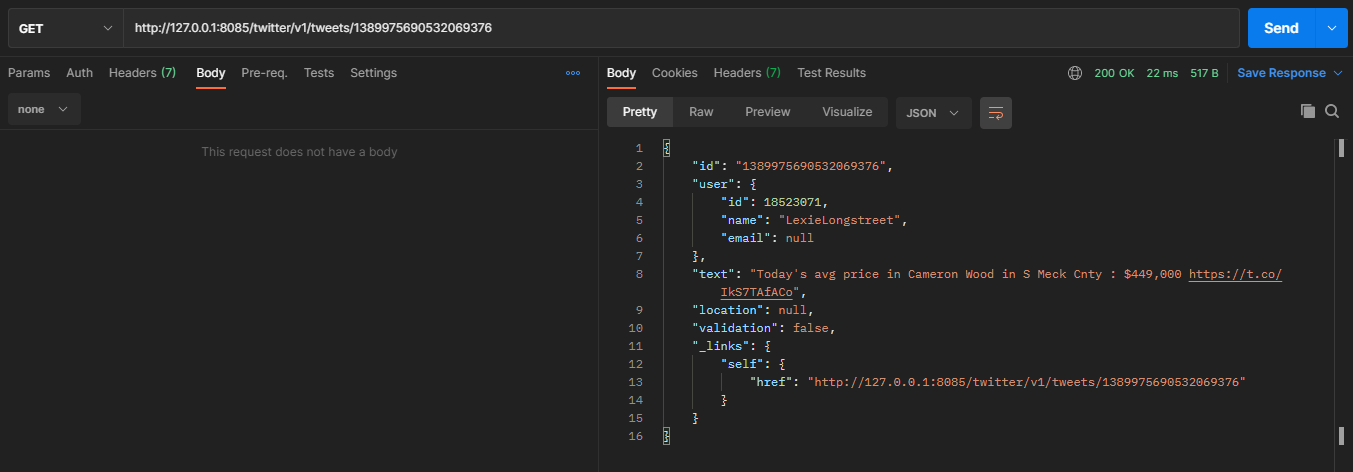 GET http://127.0.0.1:8085/twitter/v1/tweets/1389975690532069376 Send
Params Auth Headers (7) Body Pre-req. Tests Settings
none
This request does not have a body
Body Cookies Headers (7) Test Results 200 OK 22 ms 517 B Save Response
Pretty Raw Preview Visualize JSON
1 {
2 "id": "1389975690532069376",
3 "user": {
4 "id": 18523071,
5 "name": "LexieLongstreet",
6 "email": null
7 },
8 "text": "Today's avg price in Cameron Wood in S Meck Cnty : $449,000 https://t.co/
IkS7TAfACo",
9 "location": null,
10 "validation": false,
11 "_links": {
12 "self": {
13 "href": "http://127.0.0.1:8085/twitter/v1/tweets/1389975690532069376"
14 }
15 }
16 }